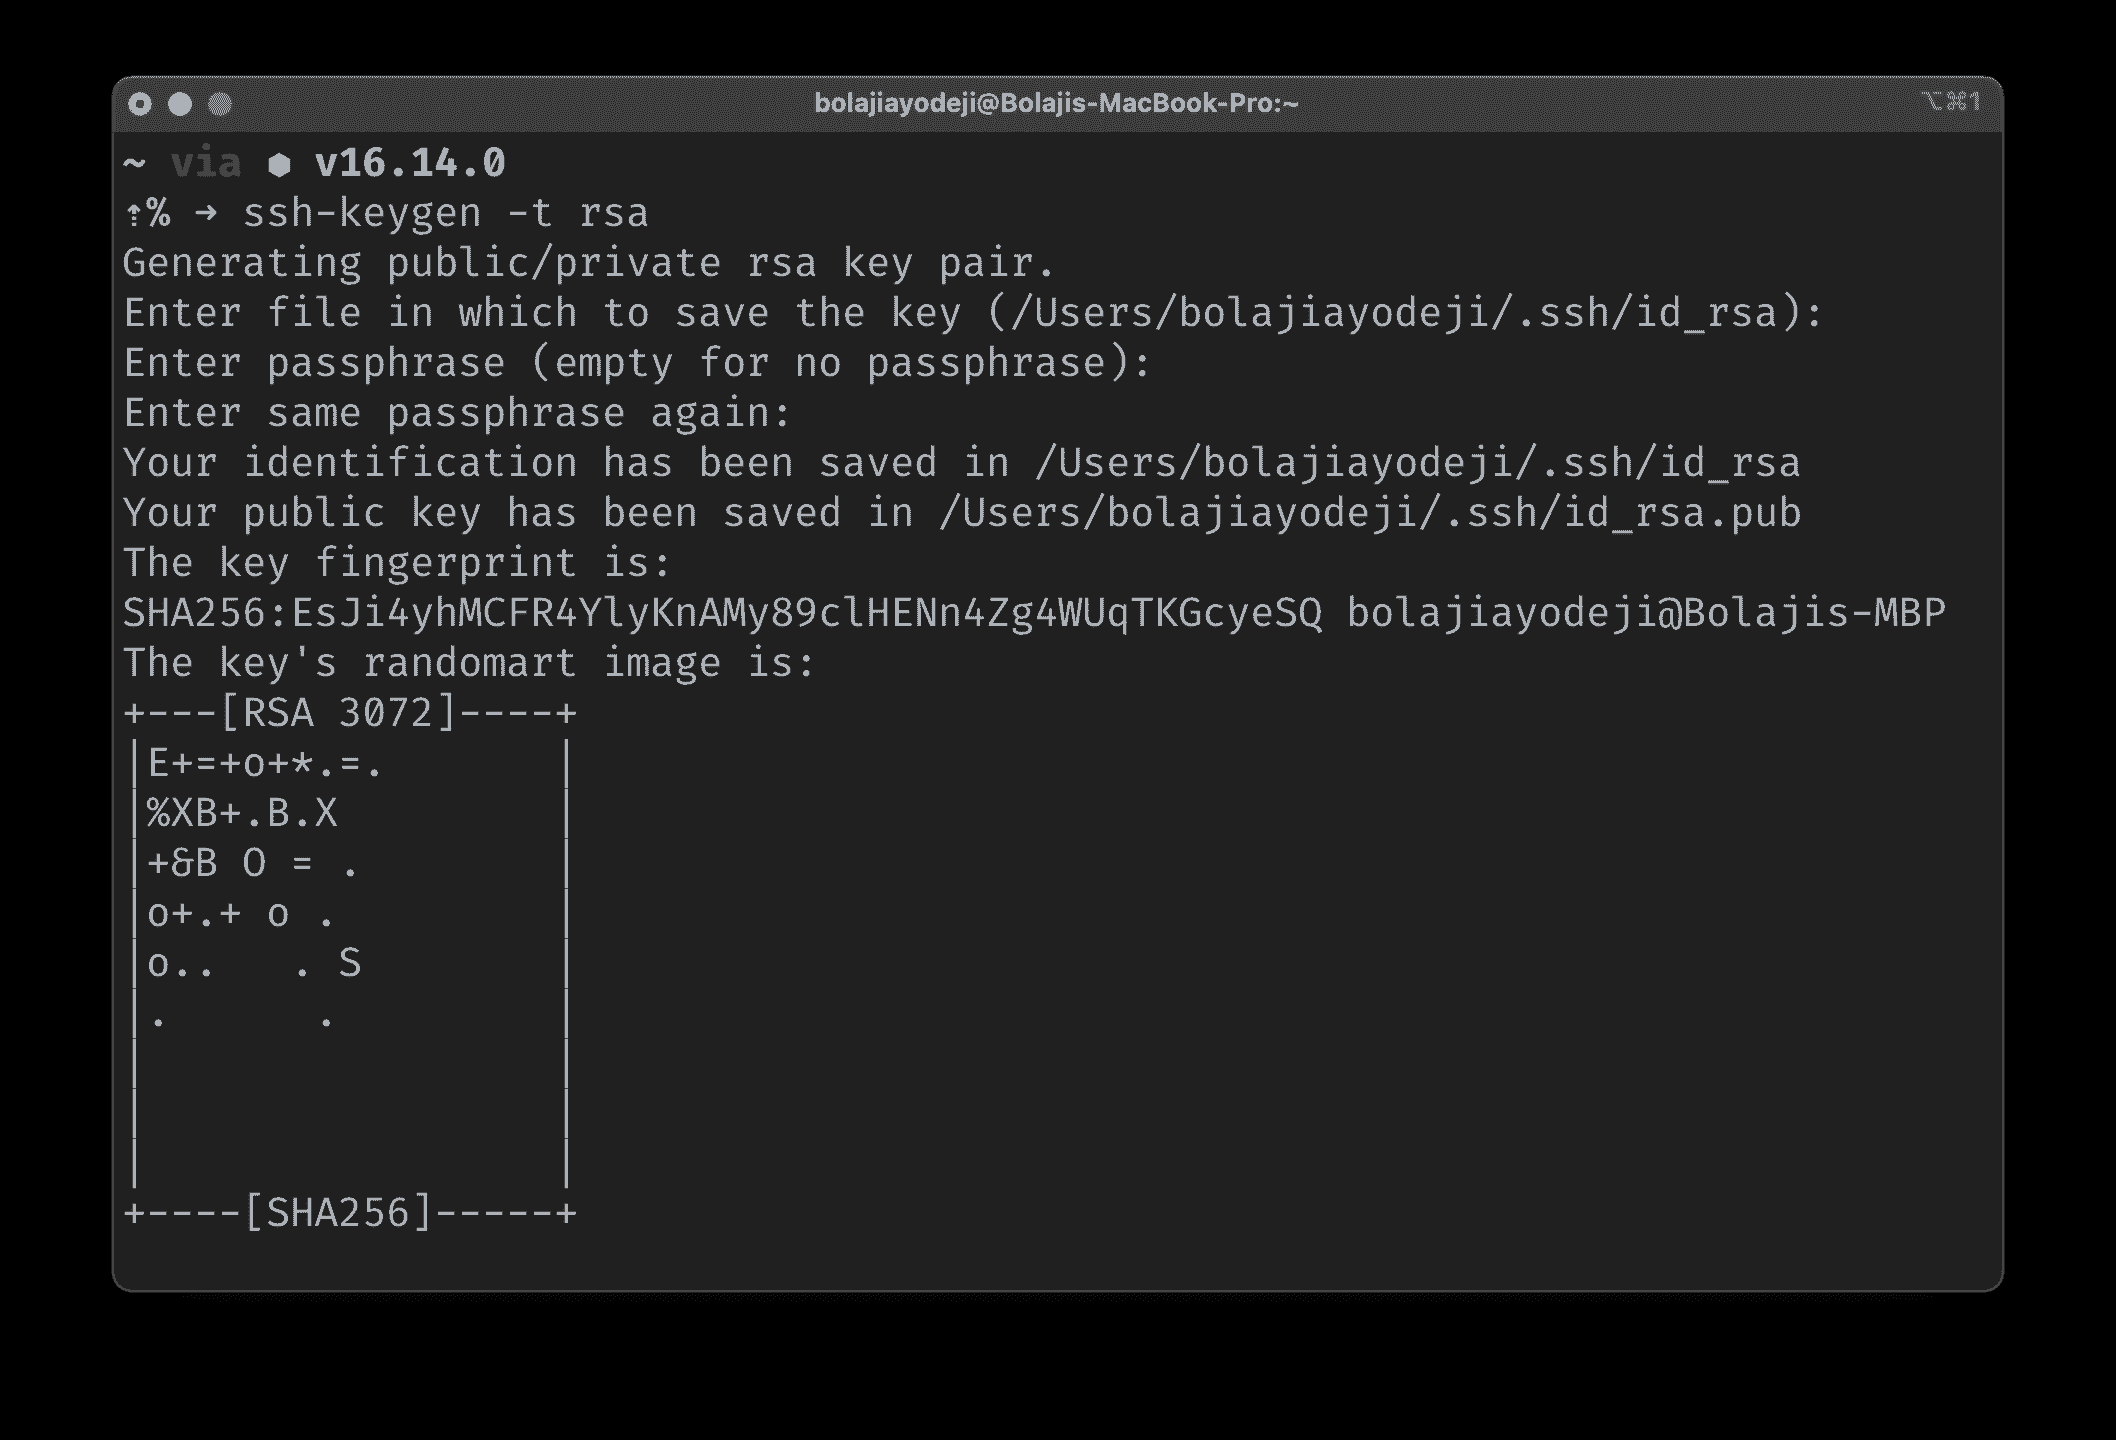 bolajiayodeji@Bolajis-MacBook-Pro:~ ⌥⌘1
~ via ⬢ v16.14.0
⇡% ➜ ssh-keygen -t rsa
Generating public/private rsa key pair.
Enter file in which to save the key (/Users/bolajiayodeji/.ssh/id_rsa):
Enter passphrase (empty for no passphrase):
Enter same passphrase again:
Your identification has been saved in /Users/bolajiayodeji/.ssh/id_rsa
Your public key has been saved in /Users/bolajiayodeji/.ssh/id_rsa.pub
The key fingerprint is:
SHA256:EsJi4yhMCFR4YlyKnAMy89clHENn4Zg4WUqTKGcyeSQ bolajiayodeji@Bolajis-MBP
The key's randomart image is:
+---[RSA 3072]----+
|E+=+o+*.=.       |
|%XB+.B.X         |
|+&B O = .        |
|o+.+ o .         |
|o..   . S        |
|.      .         |
|                 |
|                 |
|                 |
+----[SHA256]-----+